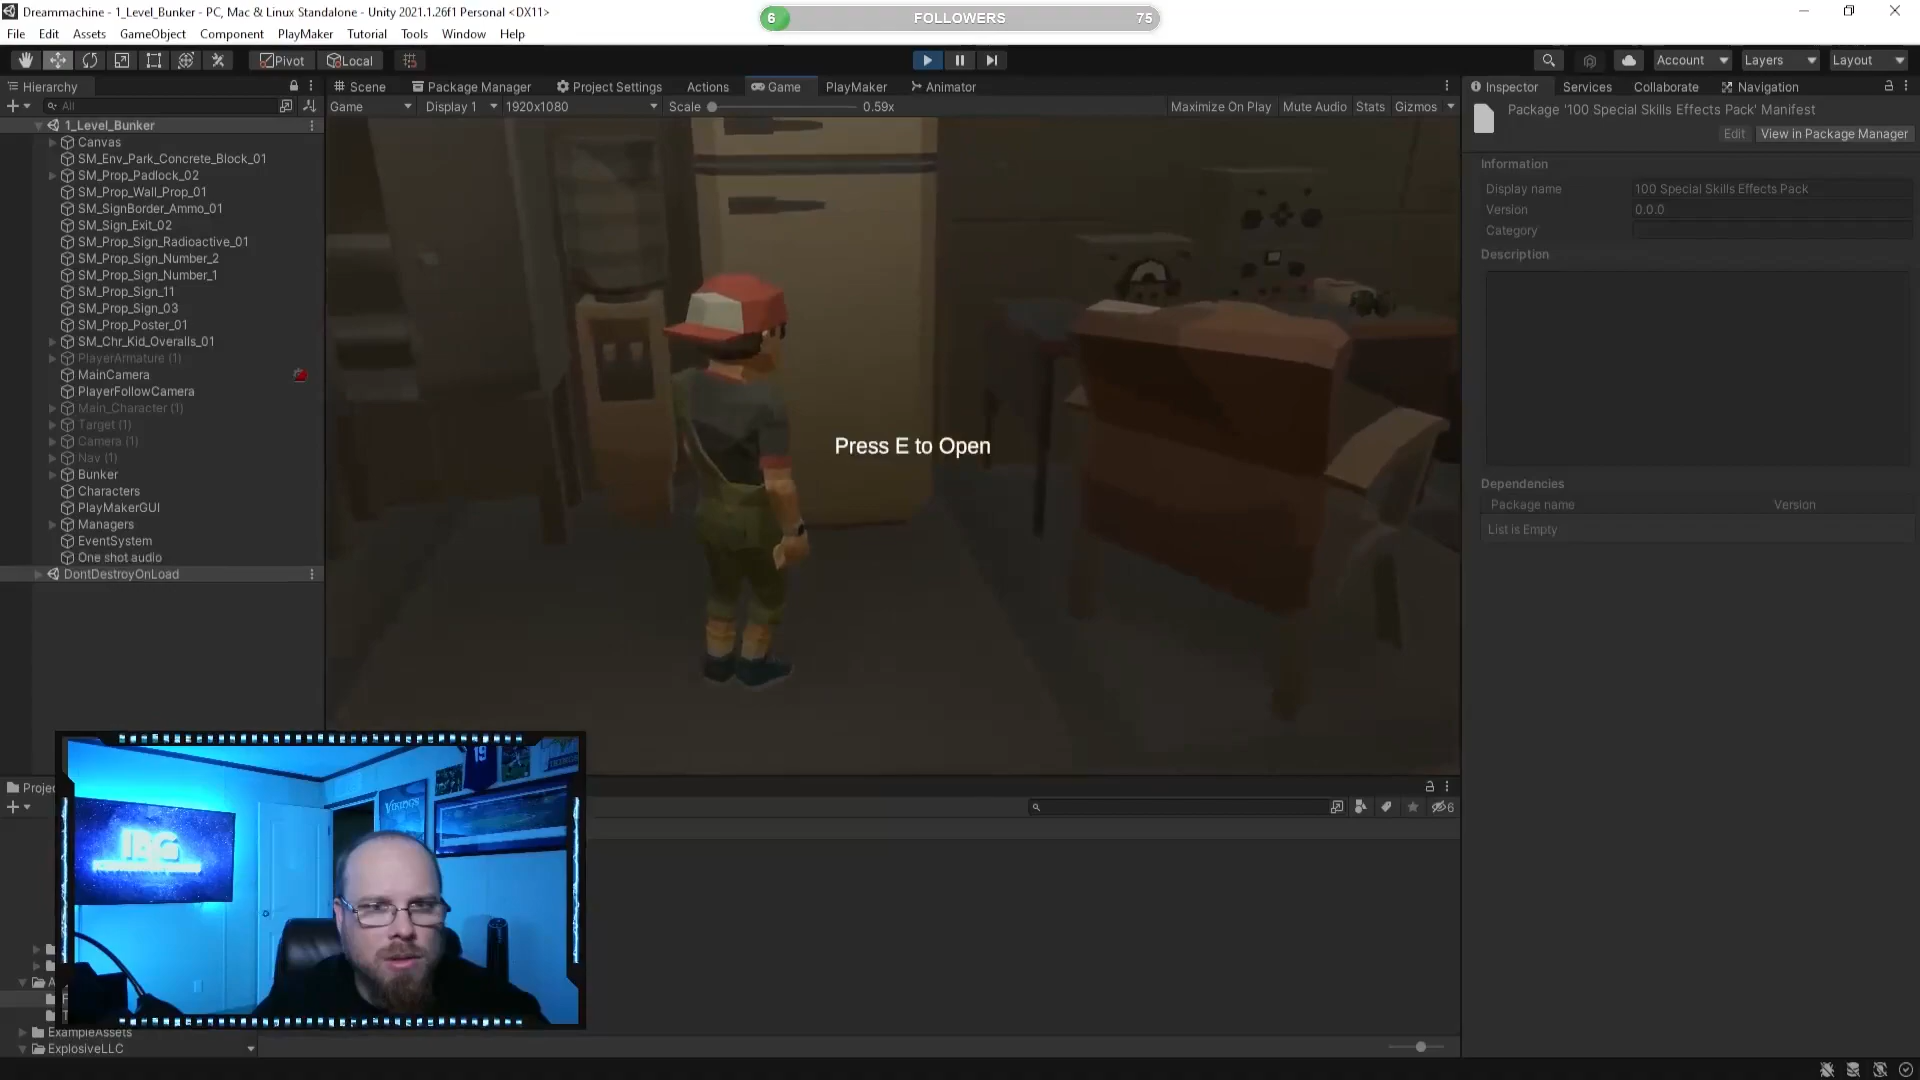 Dreammachine - 1_Level_Bunker - PC, Mac & Linux Standalone - Unity 2021.1.26f1 Personal <DX11>
6 FOLLOWERS 75
File Edit Assets GameObject Component PlayMaker Tutorial Tools Window Help
Pivot Local Account Layers Layout
Hierarchy Scene Package Manager Project Settings Actions Game PlayMaker Animator Inspector Services Collaborate Navigation
All Game Display 1 1920x1080 Scale 0.59x Maximize On Play Mute Audio Stats Gizmos
Package '100 Special Skills Effects Pack' Manifest
Edit View in Package Manager
1_Level_Bunker
Canvas
SM_Env_Park_Concrete_Block_01
SM_Prop_Padlock_02
SM_Prop_Wall_Prop_01
SM_SignBorder_Ammo_01
SM_Sign_Exit_02
SM_Prop_Sign_Radioactive_01
SM_Prop_Sign_Number_2
SM_Prop_Sign_Number_1
SM_Prop_Sign_11
SM_Prop_Sign_03
SM_Prop_Poster_01
SM_Chr_Kid_Overalls_01
PlayerArmature (1)
MainCamera
PlayerFollowCamera
Main_Character (1)
Target (1)
Camera (1)
Nav (1)
Bunker
Characters
PlayMakerGUI
Managers
EventSystem
One shot audio
DontDestroyOnLoad
Press E to Open
Information
Display name 100 Special Skills Effects Pack
Version 0.0.0
Category
Description
Dependencies
Package name Version
List is Empty
Projec
6
VIKINGS
19
IBG
A
ExampleAssets
ExplosiveLLC